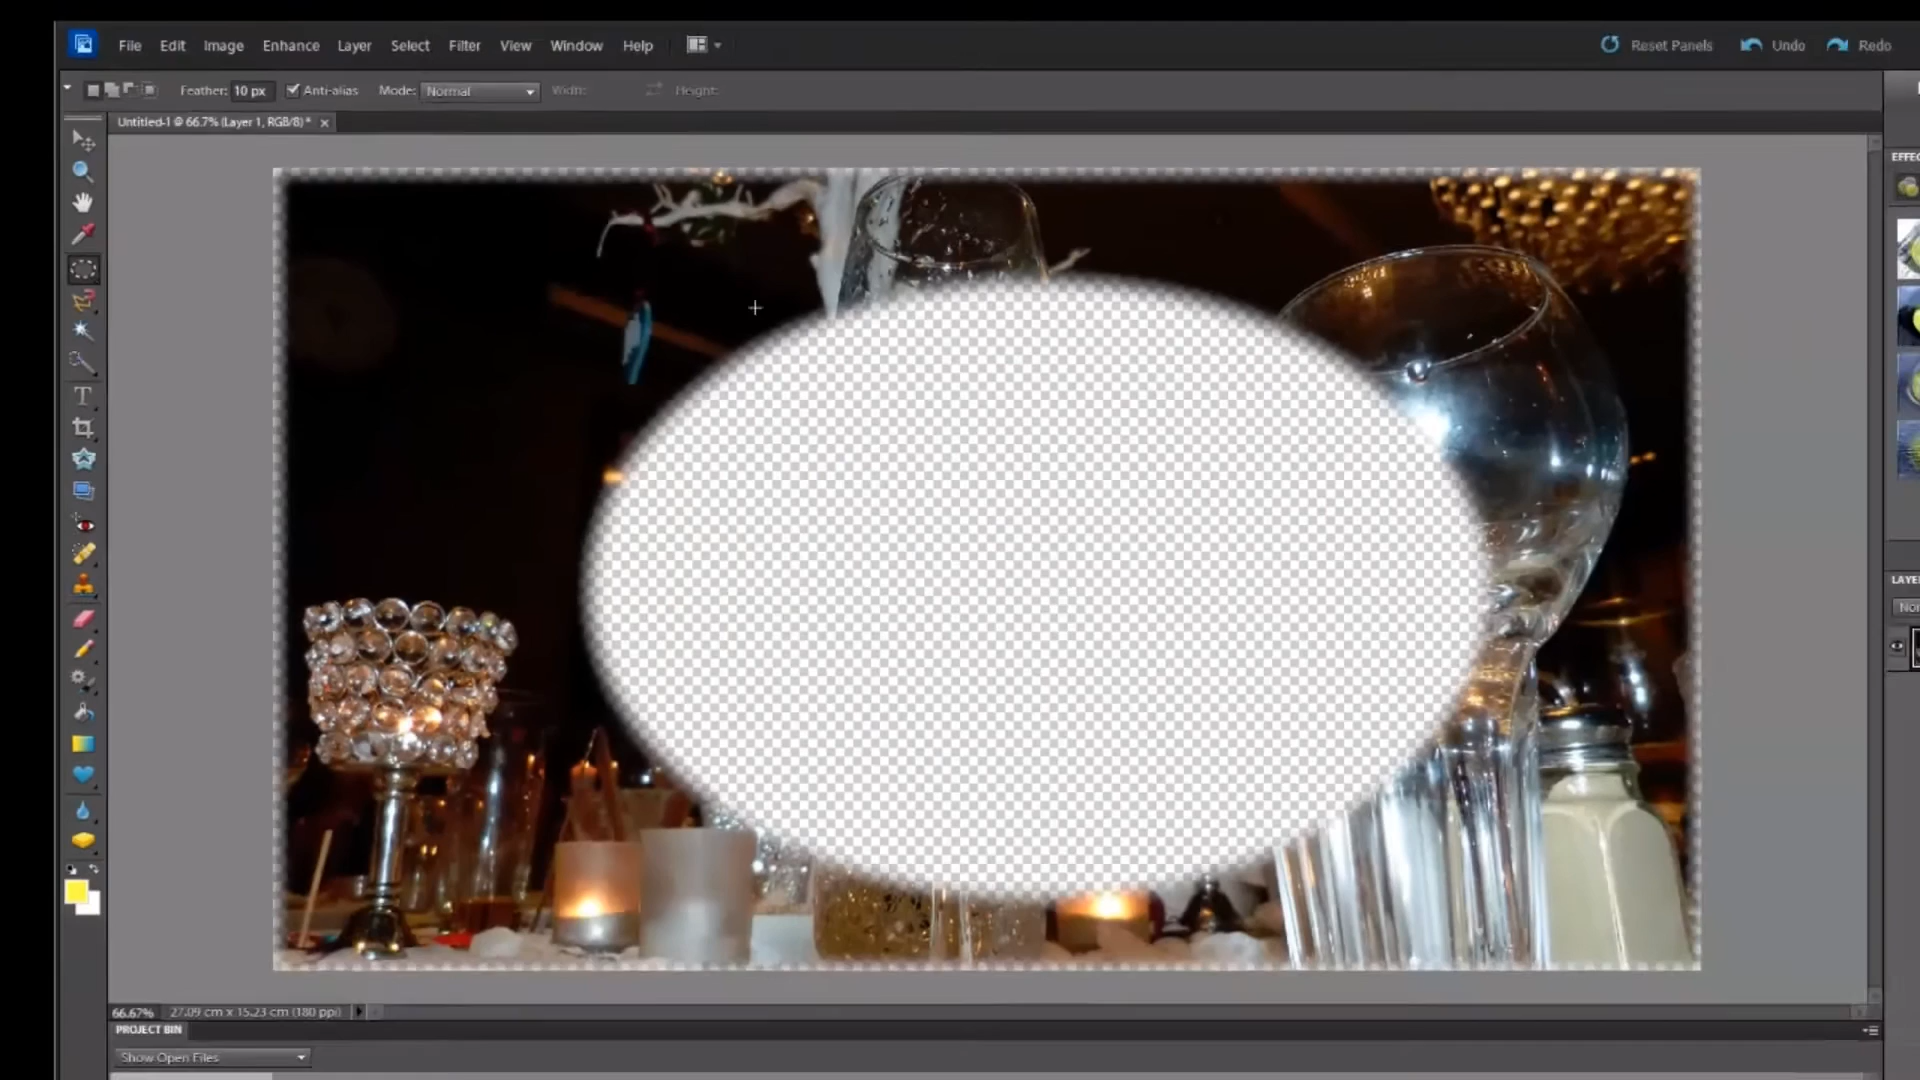 File Edit Image Enhance Layer Select Filter View Window Help Reset Panels Undo Redo
Feather: 10 px Anti-alias Mode: Normal Width: Height:
Untitled-1 @ 66.7% (Layer 1, RGB/8) * ×
EFFEC
T
LAYE
Nor
66.67% 27.09 cm x 15.23 cm (180 ppi)
PROJECT BIN
Show Open Files